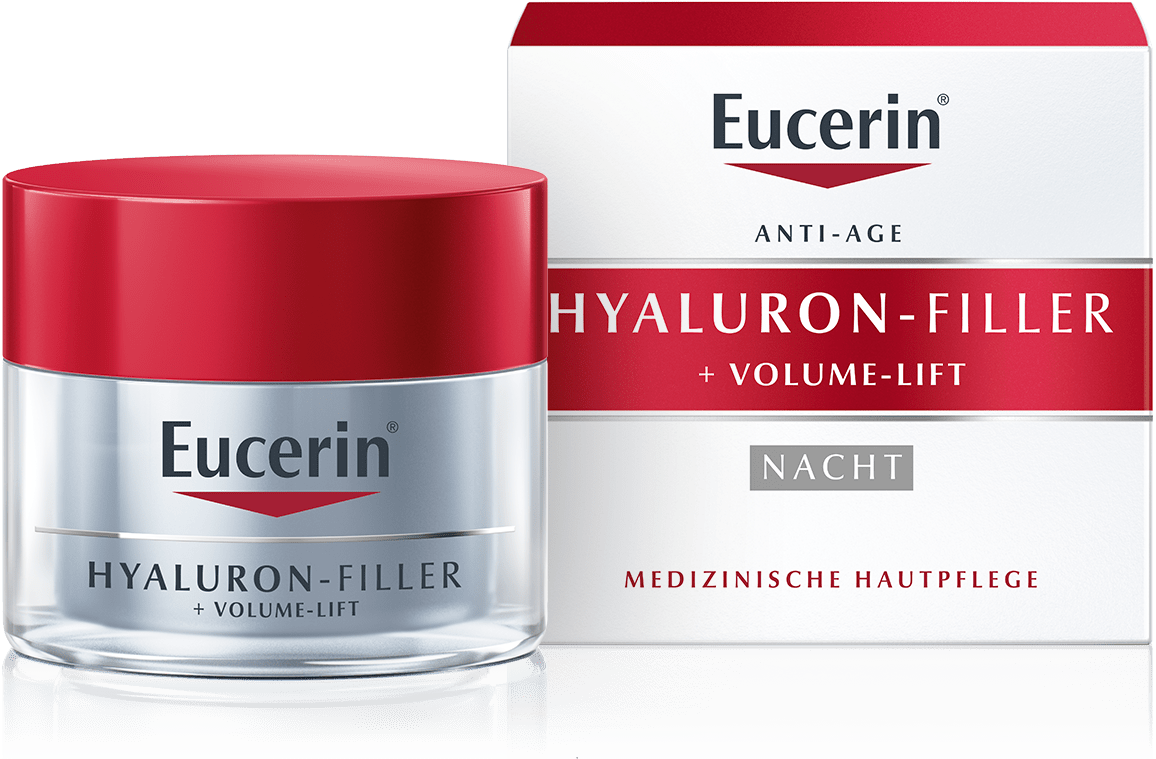 Eucerin®
ANTI-AGE
HYALURON-FILLER
+ VOLUME-LIFT
NACHT
MEDIZINISCHE HAUTPFLEGE
Eucerin®
HYALURON-FILLER
+ VOLUME-LIFT